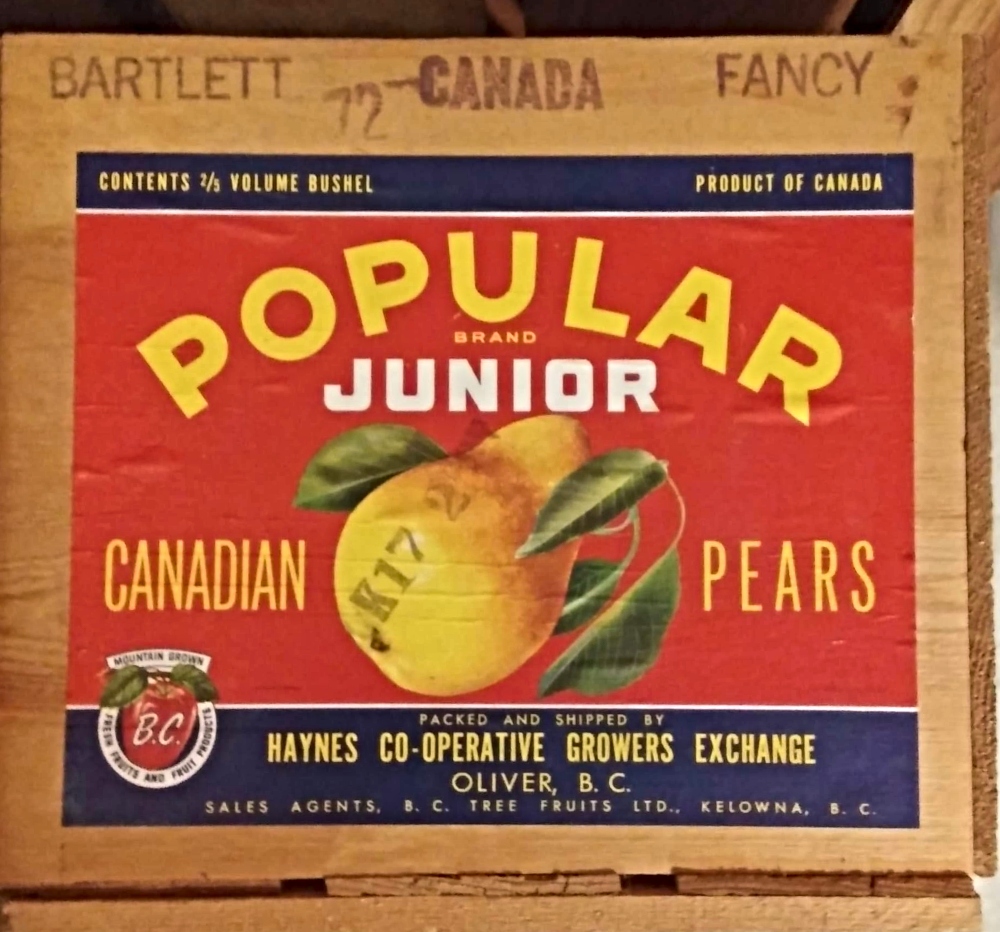 BARTLETT 72 CANADA FANCY
CONTENTS 2/5 VOLUME BUSHEL PRODUCT OF CANADA
POPULAR
BRAND
JUNIOR
K17 2
CANADIAN PEARS
MOUNTAIN GROWN
B.C.
FRESH FRUITS AND FRUIT PRODUCTS
PACKED AND SHIPPED BY
HAYNES CO-OPERATIVE GROWERS EXCHANGE
OLIVER, B. C.
SALES AGENTS, B. C. TREE FRUITS LTD., KELOWNA, B. C.